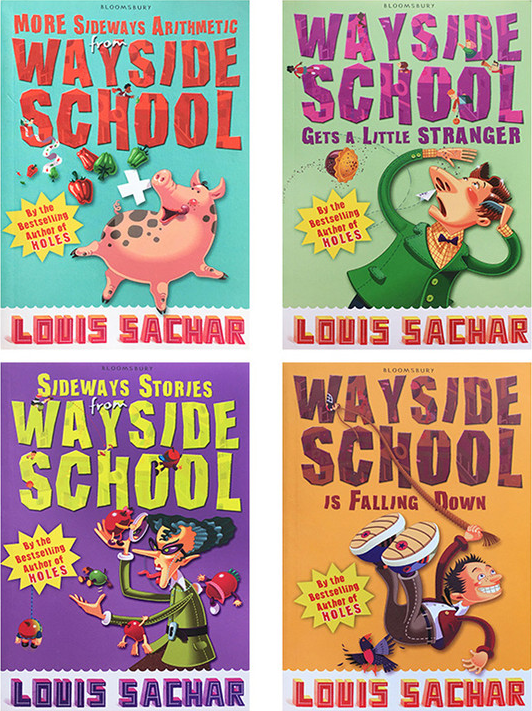 BLOOMSBURY
MORE SIDEWAYS ARITHMETIC
from
WAYSIDE
SCHOOL
By the
Bestselling
Author of
HOLES
LOUIS SACHAR
BLOOMSBURY
WAYSIDE
SCHOOL
GETS A LITTLE STRANGER
By the
Bestselling
Author of
HOLES
LOUIS SACHAR
BLOOMSBURY
SIDEWAYS STORIES
from
WAYSIDE
SCHOOL
By the
Bestselling
Author of
HOLES
LOUIS SACHAR
BLOOMSBURY
WAYSIDE
SCHOOL
IS FALLING DOWN
By the
Bestselling
Author of
HOLES
LOUIS SACHAR